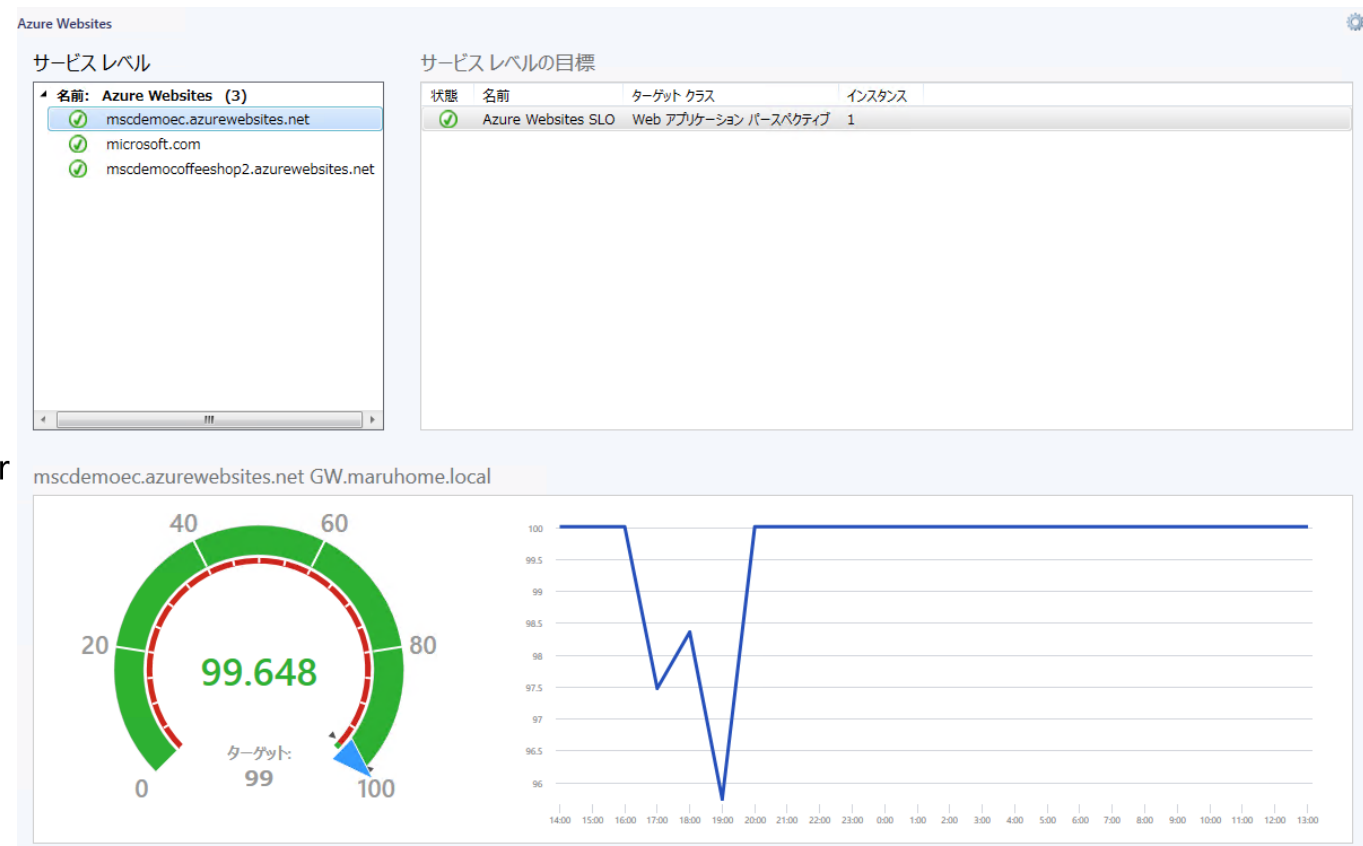 Azure Websites
サービス レベル
名前: Azure Websites (3)
mscdemoec.azurewebsites.net
microsoft.com
mscdemocoffeeshop2.azurewebsites.net
サービス レベルの目標
状態 名前 ターゲット クラス インスタンス
Azure Websites SLO Web アプリケーション パースペクティブ 1
r
mscdemoec.azurewebsites.net GW.maruhome.local
0
20
40
60
80
100
99.648
ターゲット:
99
100
99.5
99
98.5
98
97.5
97
96.5
96
14:00 15:00 16:00 17:00 18:00 19:00 20:00 21:00 22:00 23:00 0:00 1:00 2:00 3:00 4:00 5:00 6:00 7:00 8:00 9:00 10:00 11:00 12:00 13:00